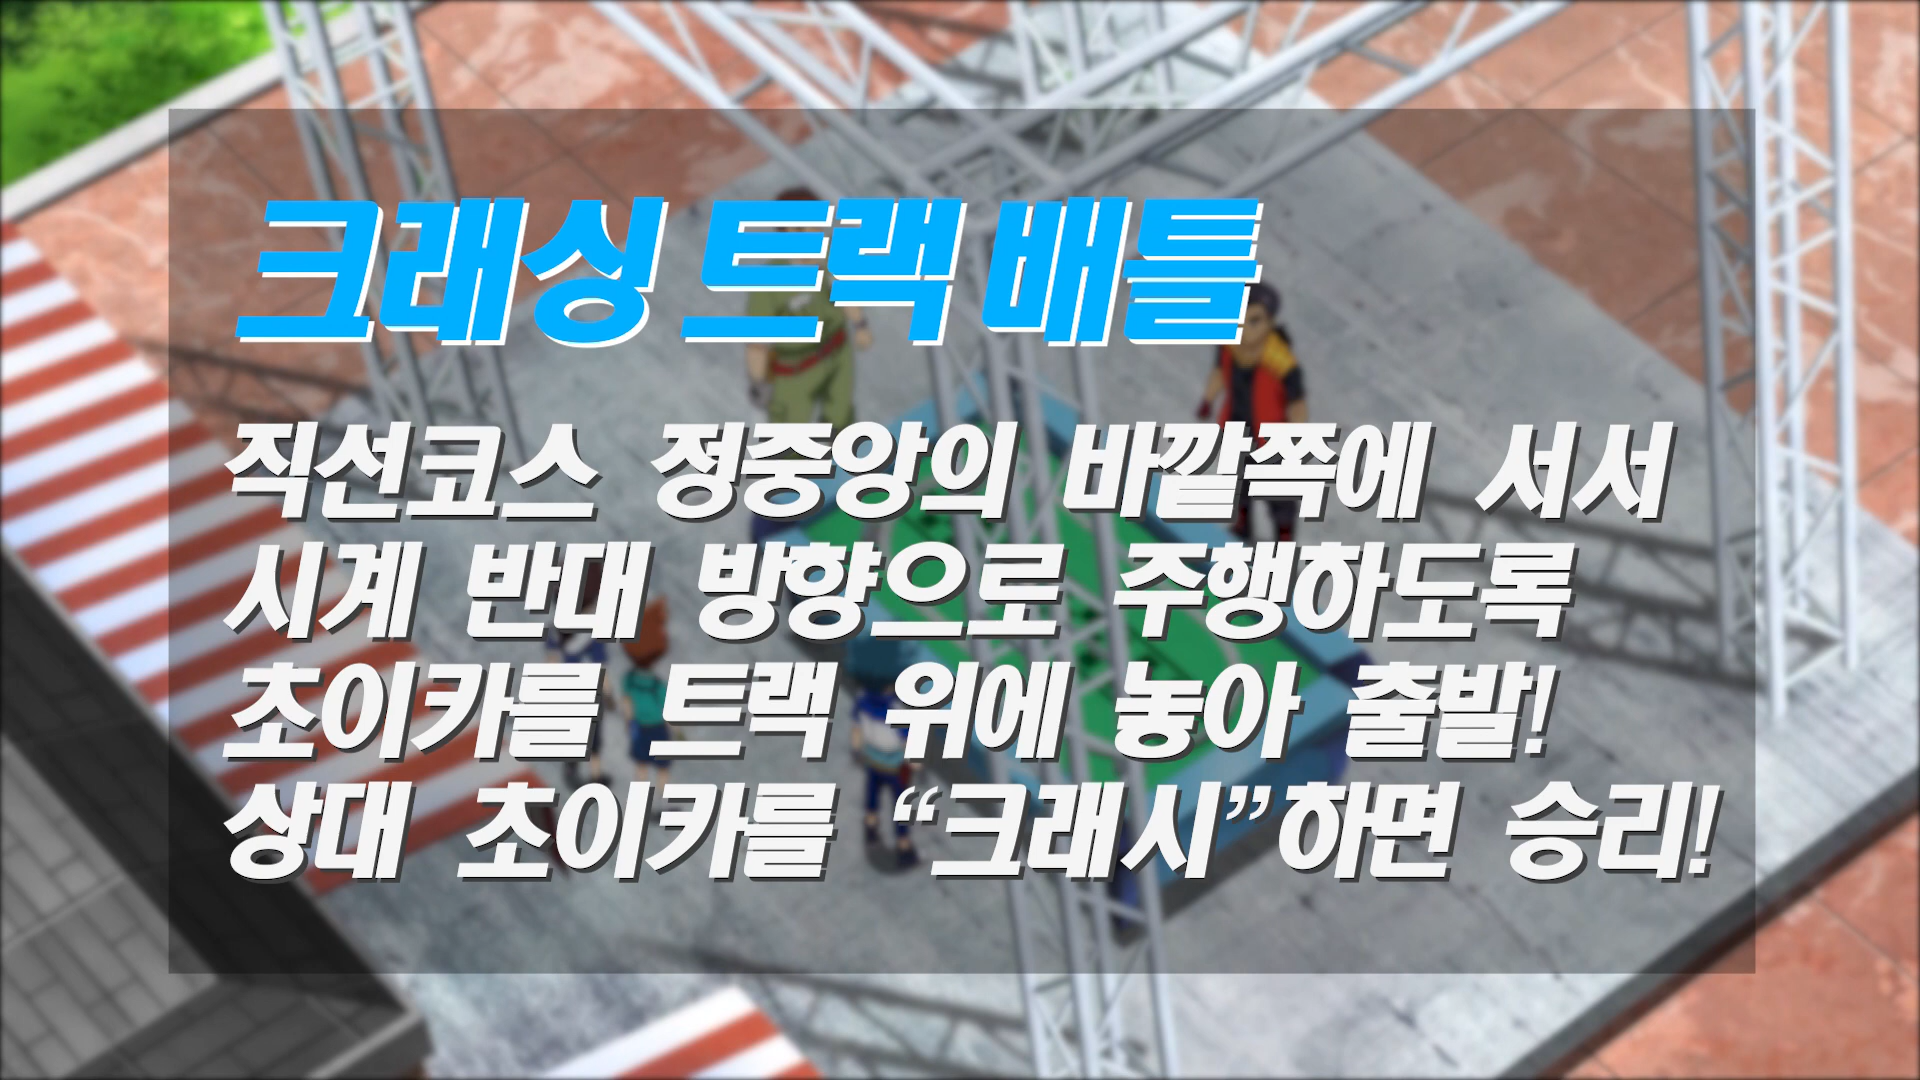 크래싱 트랙 배틀
직선코스 정중앙의 바깥쪽에 서서
시계 반대 방향으로 주행하도록
초이카를 트랙 위에 놓아 출발!
상대 초이카를 “크래시”하면 승리!